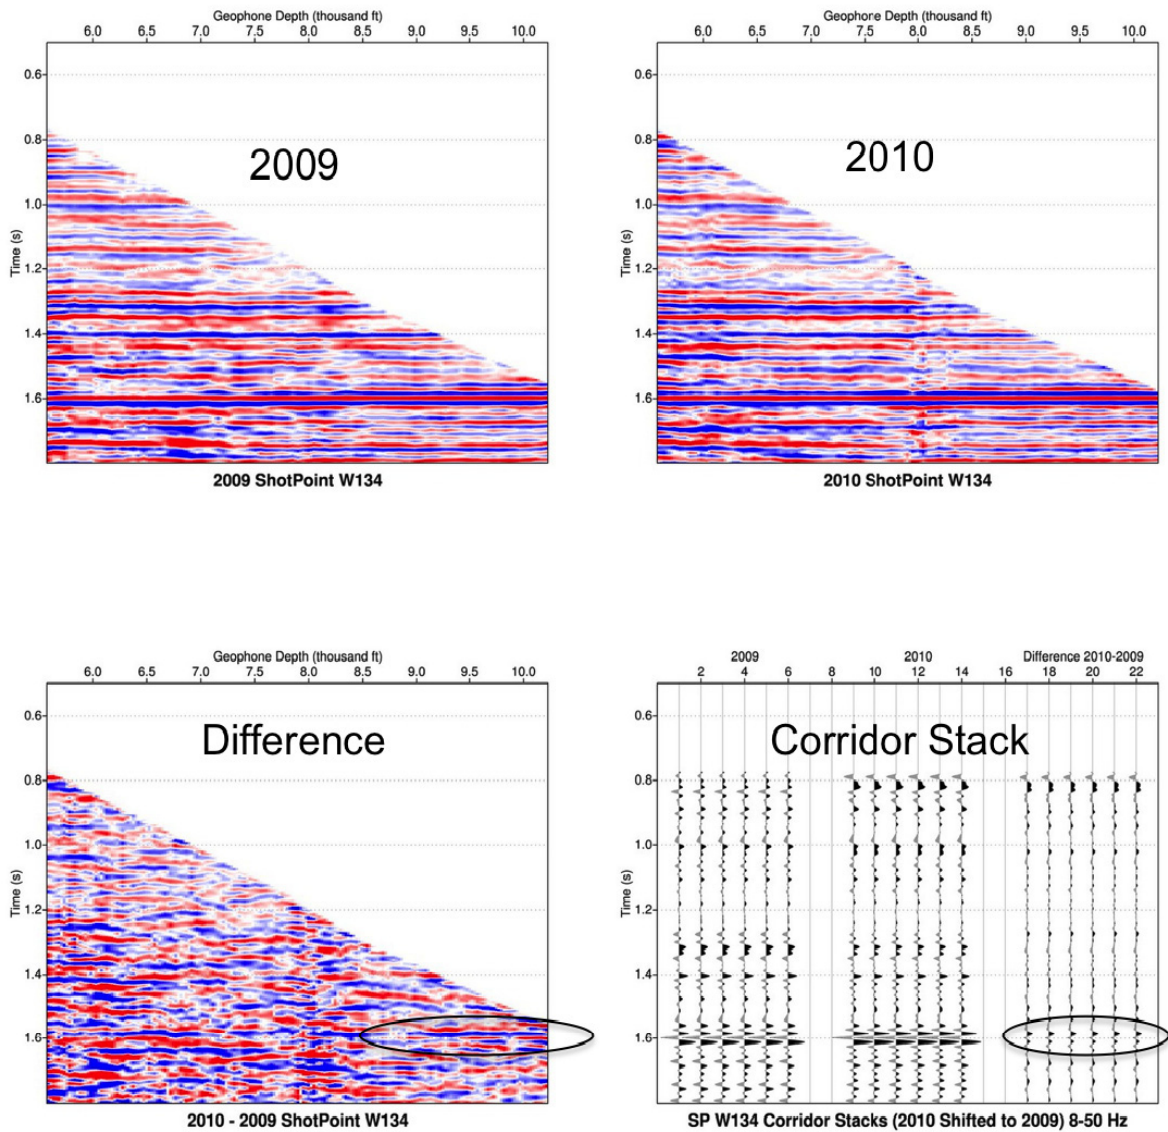 Geophone Depth (thousand ft)
6.0 6.5 7.0 7.5 8.0 8.5 9.0 9.5 10.0
0.6
0.8
1.0
1.2
1.4
1.6
Time (s)
2009
2009 ShotPoint W134
Geophone Depth (thousand ft)
6.0 6.5 7.0 7.5 8.0 8.5 9.0 9.5 10.0
0.6
0.8
1.0
1.2
1.4
1.6
Time (s)
2010
2010 ShotPoint W134
Geophone Depth (thousand ft)
6.0 6.5 7.0 7.5 8.0 8.5 9.0 9.5 10.0
0.6
0.8
1.0
1.2
1.4
1.6
Time (s)
Difference
2010 - 2009 ShotPoint W134
2009 2010 Difference 2010-2009
2 4 6 8 10 12 14 16 18 20 22
0.6
0.8
1.0
1.2
1.4
1.6
Time (s)
Corridor Stack
SP W134 Corridor Stacks (2010 Shifted to 2009) 8-50 Hz